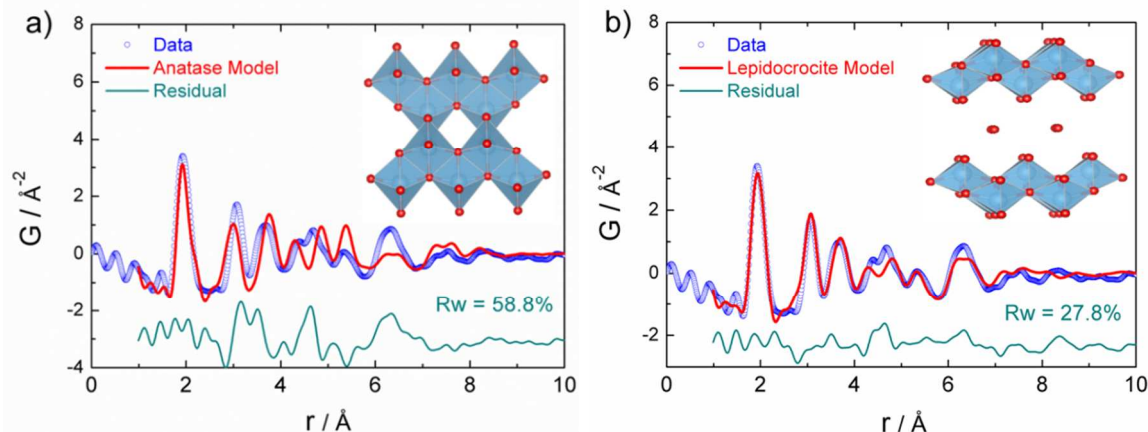 a)
Data
Anatase Model
Residual
Rw = 58.8%
G / Å-2
8
6
4
2
0
-2
-4
0 2 4 6 8 10
r / Å
b)
Data
Lepidocrocite Model
Residual
Rw = 27.8%
G / Å-2
8
6
4
2
0
-2
0 2 4 6 8 10
r / Å